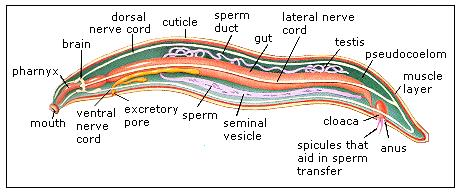 dorsal
nerve cord
cuticle
sperm
duct
lateral nerve
cord
gut
testis
brain
pseudocoelom
pharnyx
muscle
layer
mouth
ventral
nerve
cord
excretory
pore
sperm
seminal
vesicle
cloaca
spicules that
aid in sperm
transfer
anus